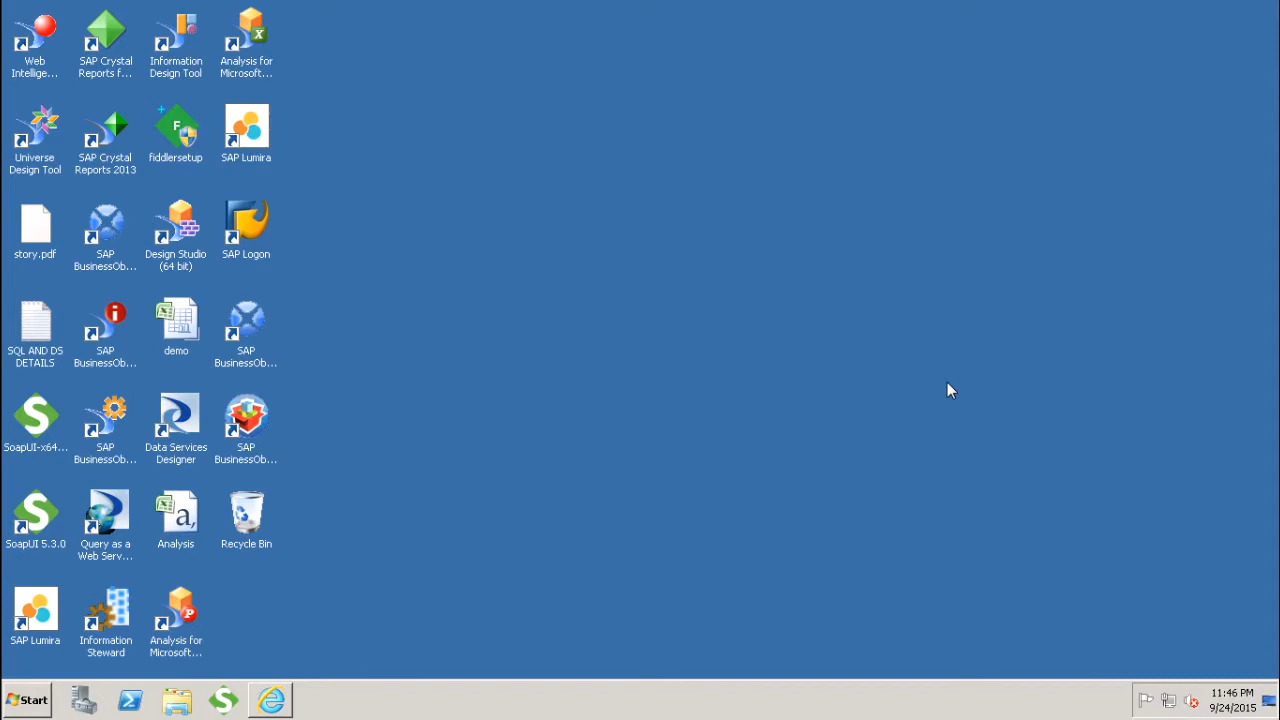 Web
Intellige...
SAP Crystal
Reports f...
Information
Design Tool
Analysis for
Microsoft...
Universe
Design Tool
SAP Crystal
Reports 2013
F
fiddlersetup
SAP Lumira
story.pdf
SAP
BusinessOb...
Design Studio
(64 bit)
SAP Logon
SQL AND DS
DETAILS
SAP
BusinessOb...
demo
SAP
BusinessOb...
SoapUI-x64...
SAP
BusinessOb...
Data Services
Designer
SAP
BusinessOb...
SoapUI 5.3.0
Query as a
Web Serv...
a,
Analysis
Recycle Bin
SAP Lumira
Information
Steward
P
Analysis for
Microsoft...
Start
11:46 PM
9/24/2015